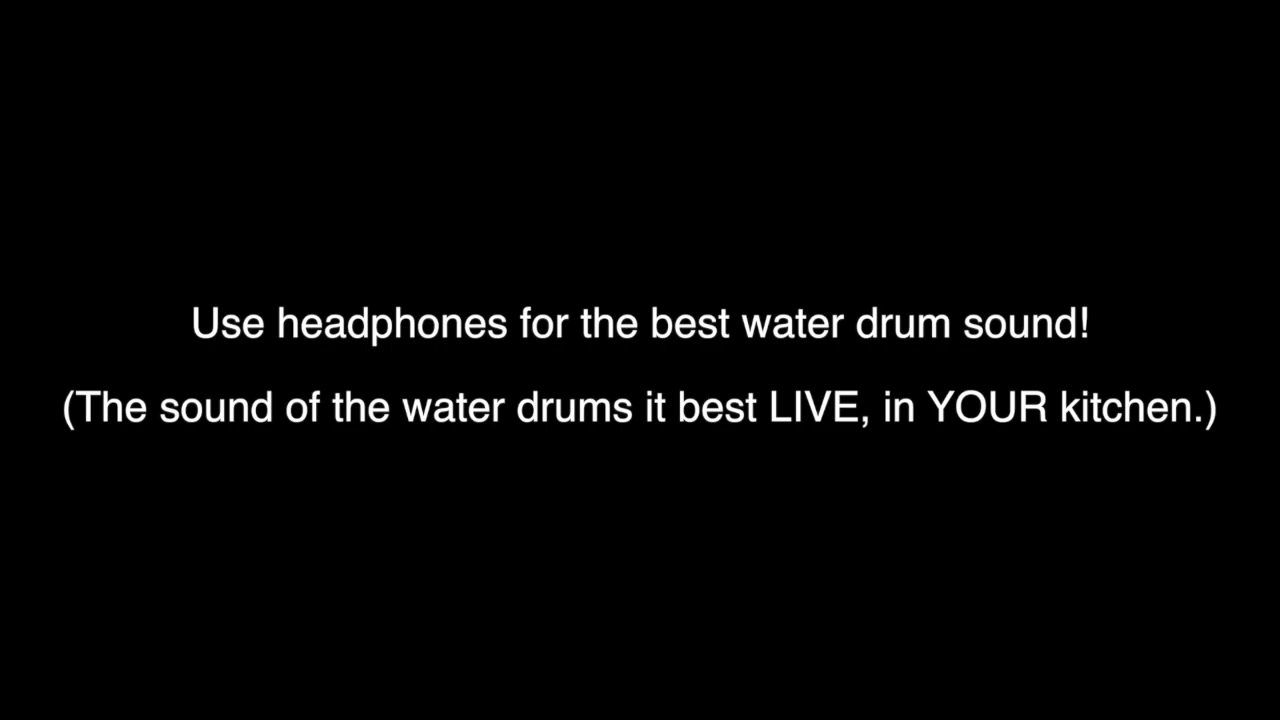 Use headphones for the best water drum sound!
(The sound of the water drums it best LIVE, in YOUR kitchen.)